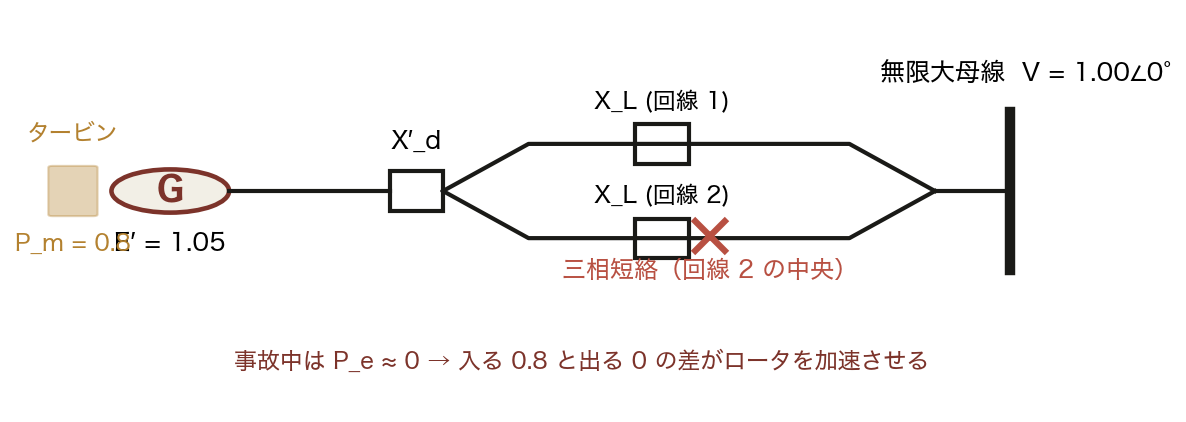 無限大母線 V = 1.00∠0°
X_L (回線 1)
タービン
X′_d
G
X_L (回線 2)
P_m = 0.8
E′ = 1.05
三相短絡（回線 2 の中央）
事故中は P_e ≈ 0 → 入る 0.8 と出る 0 の差がロータを加速させる